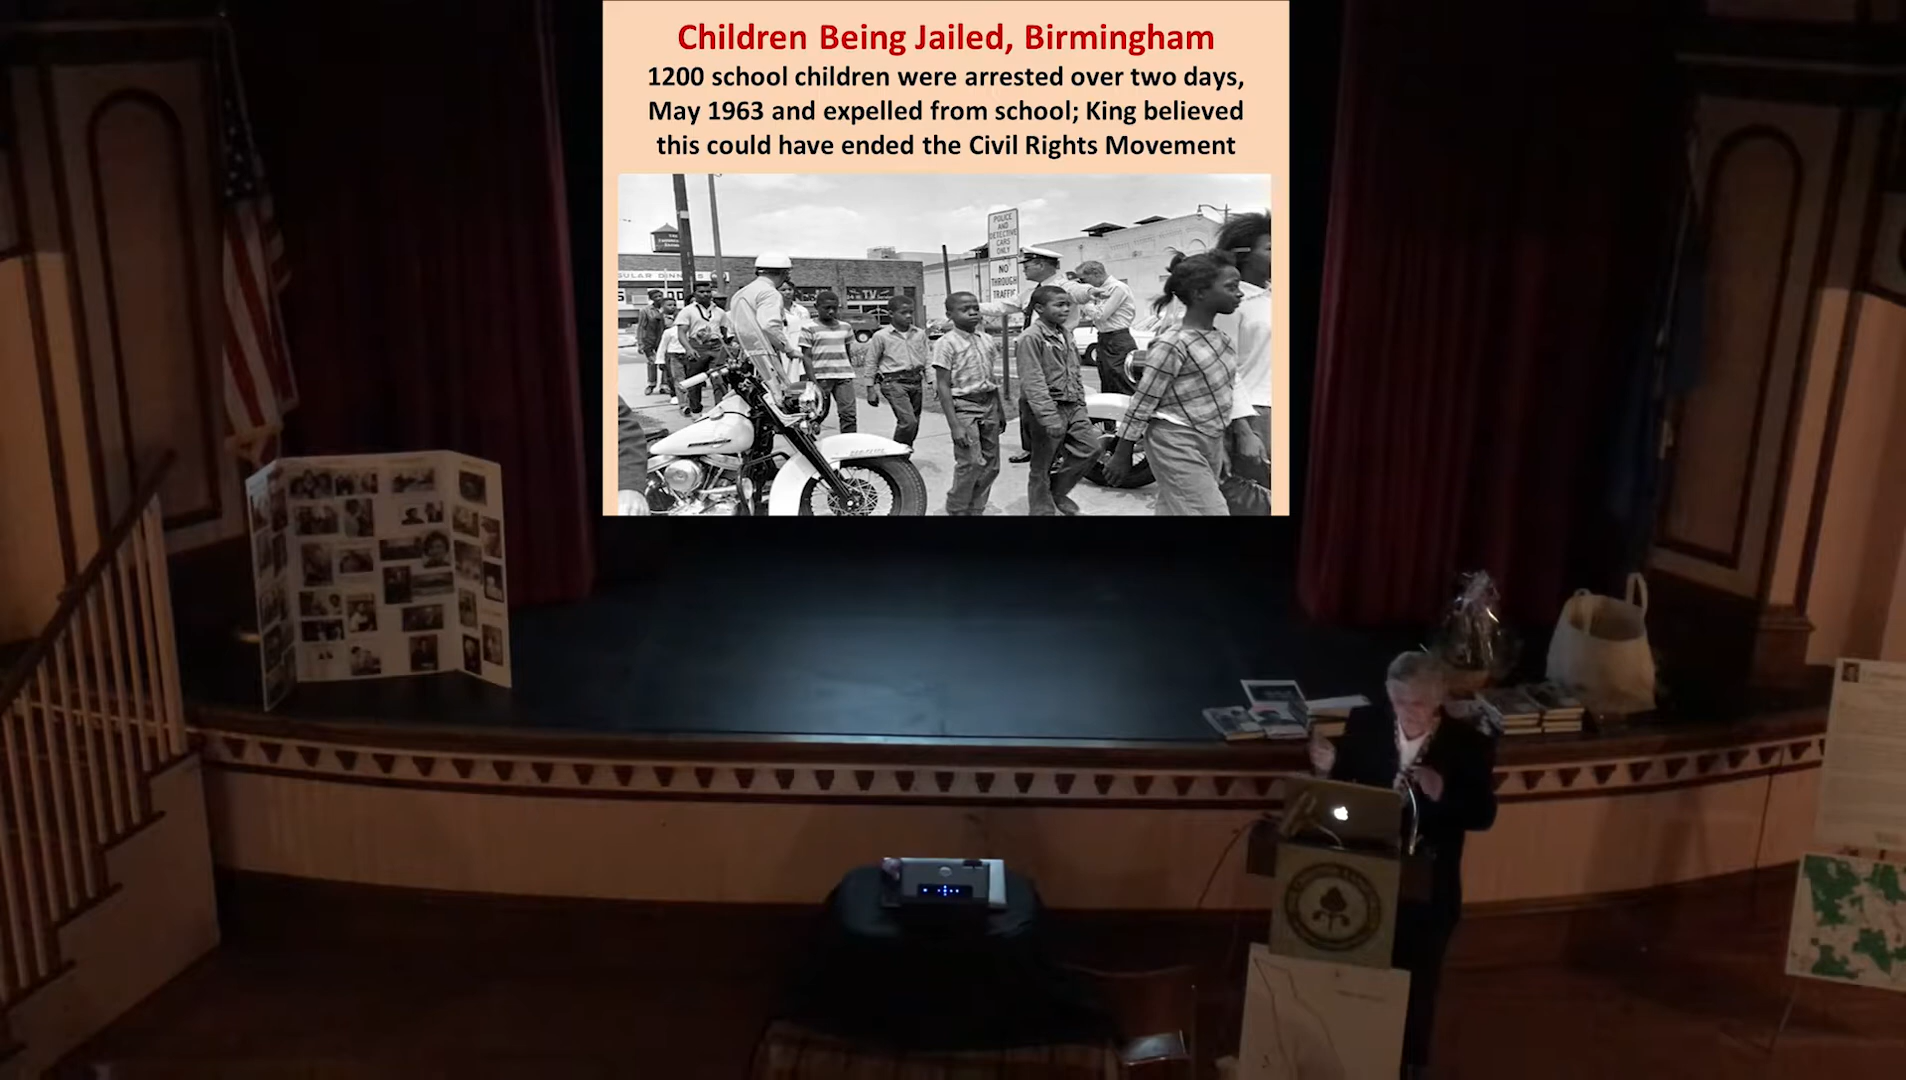 Children Being Jailed, Birmingham
1200 school children were arrested over two days,
May 1963 and expelled from school; King believed
this could have ended the Civil Rights Movement
POLICE
AND
DETECTIVE
CARS
ONLY
NO
THROUGH
TRAFFIC
TV